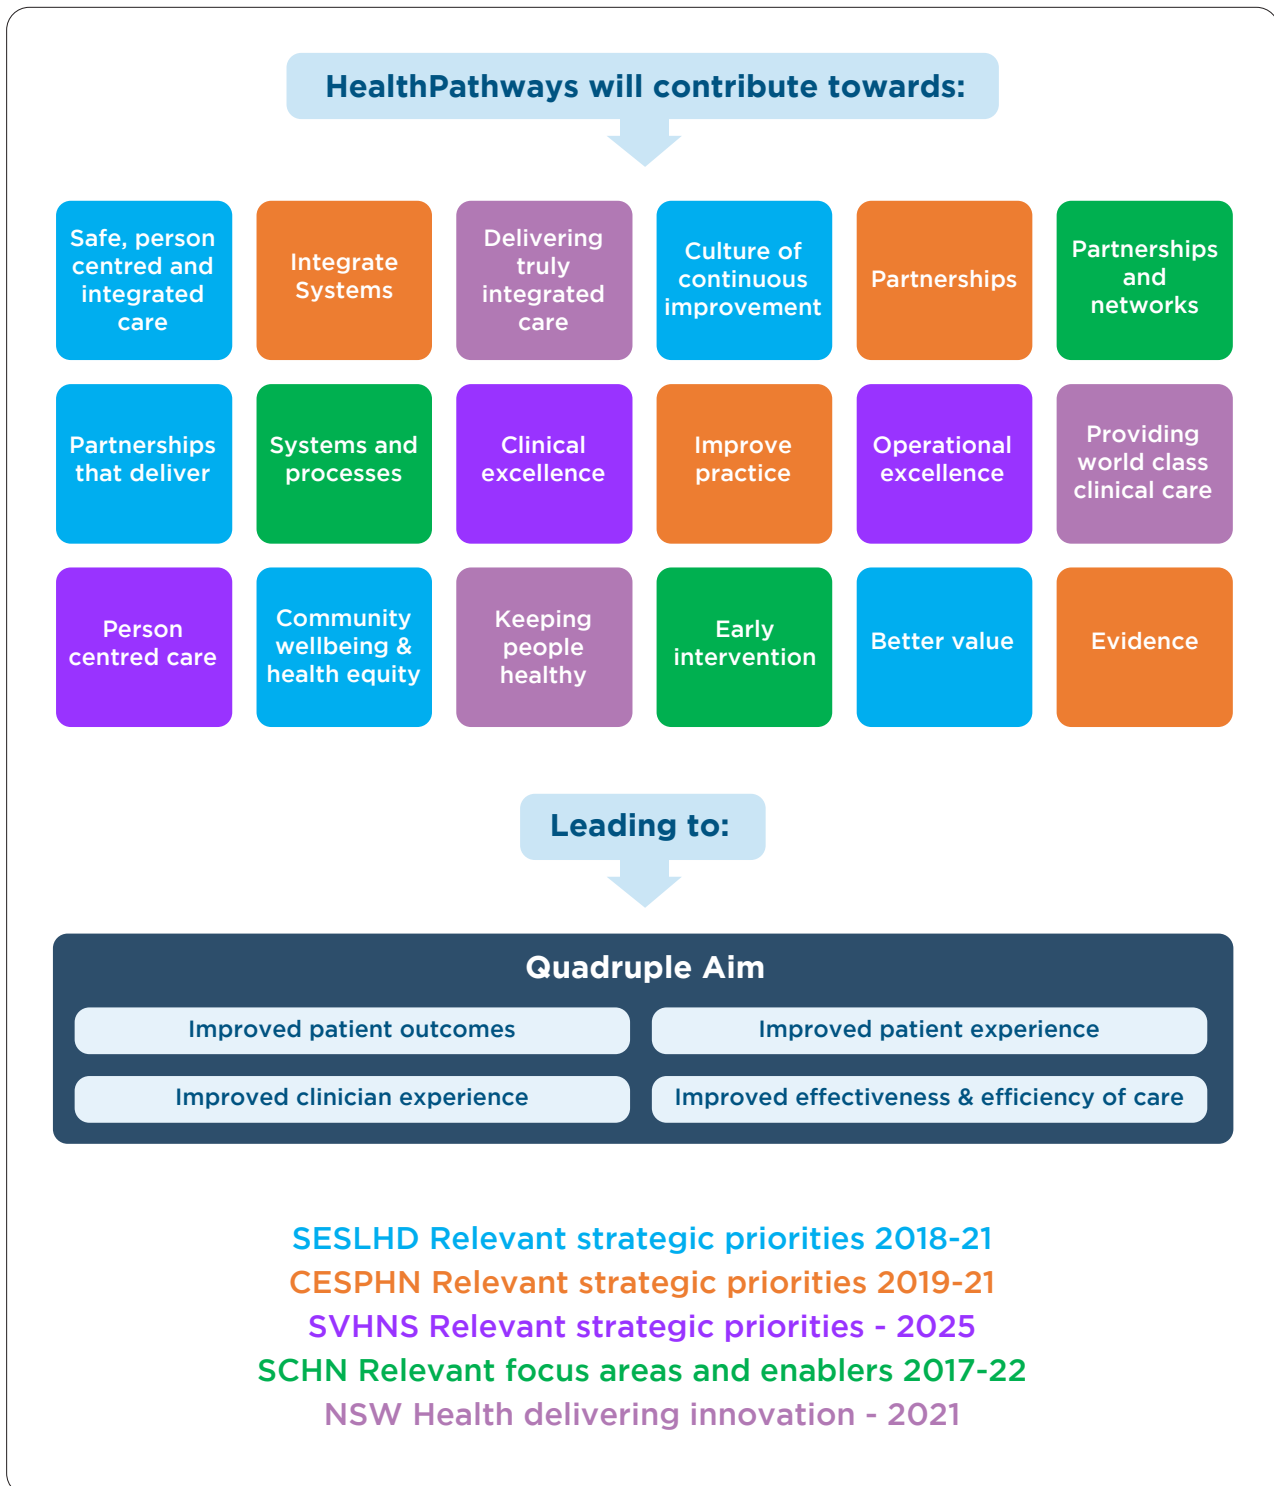 HealthPathways will contribute towards:
Safe, person
centred and
integrated
care
Integrate
Systems
Delivering
truly
integrated
care
Culture of
continuous
improvement
Partnerships
Partnerships
and
networks
Partnerships
that deliver
Systems and
processes
Clinical
excellence
Improve
practice
Operational
excellence
Providing
world class
clinical care
Person
centred care
Community
wellbeing &
health equity
Keeping
people
healthy
Early
intervention
Better value
Evidence
Leading to:
Quadruple Aim
Improved patient outcomes
Improved patient experience
Improved clinician experience
Improved effectiveness & efficiency of care
SESLHD Relevant strategic priorities 2018-21
CESPHN Relevant strategic priorities 2019-21
SVHNS Relevant strategic priorities - 2025
SCHN Relevant focus areas and enablers 2017-22
NSW Health delivering innovation - 2021